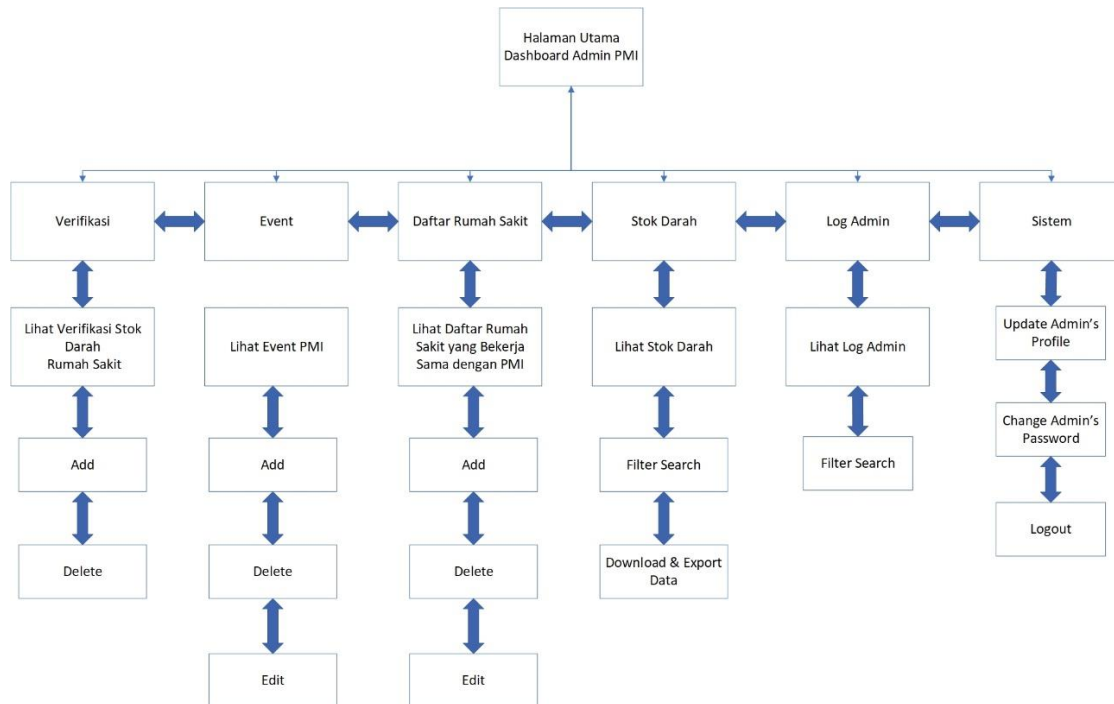 Halaman Utama
Dashboard Admin PMI
Verifikasi
Event
Daftar Rumah Sakit
Stok Darah
Log Admin
Sistem
Lihat Verifikasi Stok
Darah
Rumah Sakit
Lihat Event PMI
Lihat Daftar Rumah
Sakit yang Bekerja
Sama dengan PMI
Lihat Stok Darah
Lihat Log Admin
Update Admin's
Profile
Add
Add
Add
Filter Search
Filter Search
Change Admin's
Password
Delete
Delete
Delete
Download & Export
Data
Logout
Edit
Edit